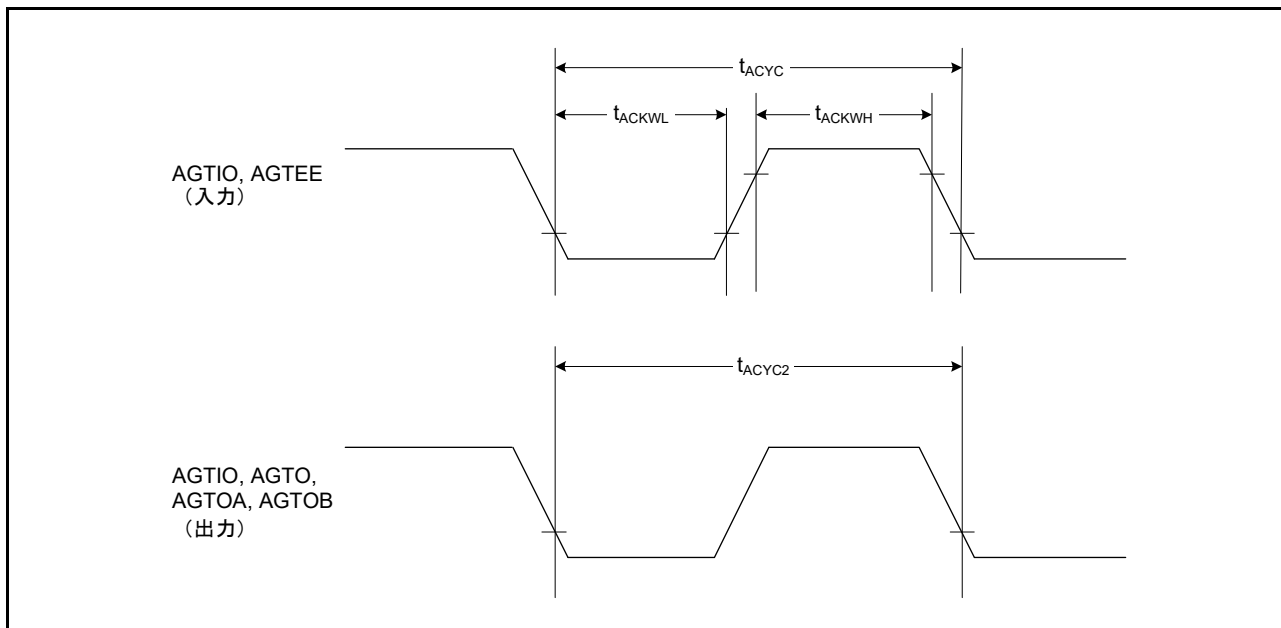 tACYC
tACKWL
tACKWH
AGTIO, AGTEE
（入力）
tACYC2
AGTIO, AGTO,
AGTOA, AGTOB
（出力）